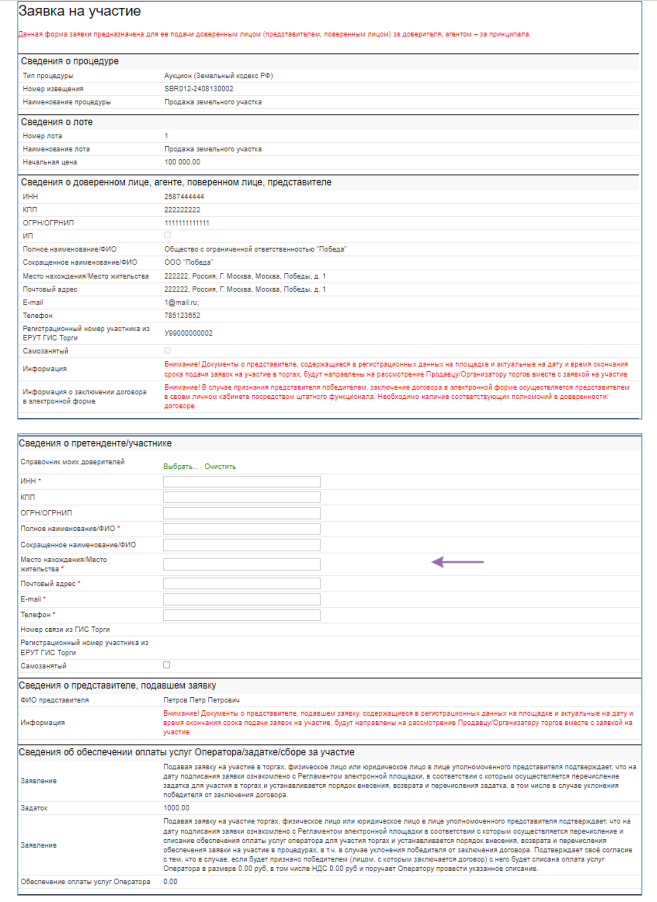 Заявка на участие
Данная форма заявки предназначена для ее подачи доверенным лицом (представителем, поверенным лицом) за доверителя, агентом – за принципала.
Сведения о процедуре
Тип процедуры Аукцион (Земельный кодекс РФ)
Номер извещения SBR012-2408130002
Наименование процедуры Продажа земельного участка
Сведения о лоте
Номер лота 1
Наименование лота Продажа земельного участка
Начальная цена 100 000.00
Сведения о доверенном лице, агенте, поверенном лице, представителе
ИНН 2587444444
КПП 222222222
ОГРН/ОГРНИП 1111111111111
ИП
Полное наименование/ФИО Общество с ограниченной ответственностью "Победа"
Сокращенное наименование/ФИО ООО "Победа"
Место нахождения/Место жительства 222222, Россия, Г. Москва, Москва, Победы, д. 1
Почтовый адрес 222222, Россия, Г. Москва, Москва, Победы, д. 1
E-mail 1@mail.ru;
Телефон 785123652
Регистрационный номер участника из
ЕРУТ ГИС Торги У99000000002
Самозанятый
Информация Внимание! Документы о представителе, содержащиеся в регистрационных данных на площадке и актуальные на дату и время окончания
срока подачи заявок на участие в торгах, будут направлены на рассмотрение Продавцу/Организатору торгов вместе с заявкой на участие
Информация о заключении договора
в электронной форме
Внимание! В случае признания представителя победителем, заключение договора в электронной форме осуществляется представителем
в своем личном кабинете посредством штатного функционала. Необходимо наличие соответствующих полномочий в доверенности/
договоре.
Сведения о претенденте/участнике
Справочник моих доверителей Выбрать... Очистить
ИНН *
КПП
ОГРН/ОГРНИП
Полное наименование/ФИО *
Сокращенное наименование/ФИО
Место нахождения/Место
жительства *
Почтовый адрес *
E-mail *
Телефон *
Номер связи из ГИС Торги
Регистрационный номер участника из
ЕРУТ ГИС Торги
Самозанятый
Сведения о представителе, подавшем заявку
ФИО представителя Петров Петр Петрович
Информация Внимание! Документы о представителе, подавшем заявку, содержащиеся в регистрационных данных на площадке и актуальные на дату и
время окончания срока подачи заявок на участие, будут направлены на рассмотрение Продавцу/Организатору торгов вместе с заявкой на
участие
Сведения об обеспечении оплаты услуг Оператора/задатке/сборе за участие
Заявление Подавая заявку на участие в торгах, физическое лицо или юридическое лицо в лице уполномоченного представителя подтверждает, что на
дату подписания заявки ознакомлено с Регламентом электронной площадки, в соответствии с которым осуществляется перечисление
задатка для участия в торгах и устанавливается порядок внесения, возврата и перечисления задатка, в том числе в случае уклонения
победителя от заключения договора.
Задаток 1000.00
Заявление Подавая заявку на участие торгах, физическое лицо или юридическое лицо в лице уполномоченного представителя подтверждает, что на
дату подписания заявки ознакомлено с Регламентом электронной площадки в соответствии с которым осуществляется перечисление и
списание обеспечения оплаты услуг оператора для участия торгах и устанавливается порядок внесения, возврата и перечисления
обеспечения заявки на участие в процедурах, в т.ч. в случае уклонения победителя от заключения договора. Подтверждает своё согласие
с тем, что в случае, если будет признано победителем (лицом, с которым заключается договор) с него будет списана оплата услуг
Оператора в размере 0.00 руб, в том числе НДС 0.00 руб и поручает Оператору провести указанное списание.
Обеспечение оплаты услуг Оператора 0.00